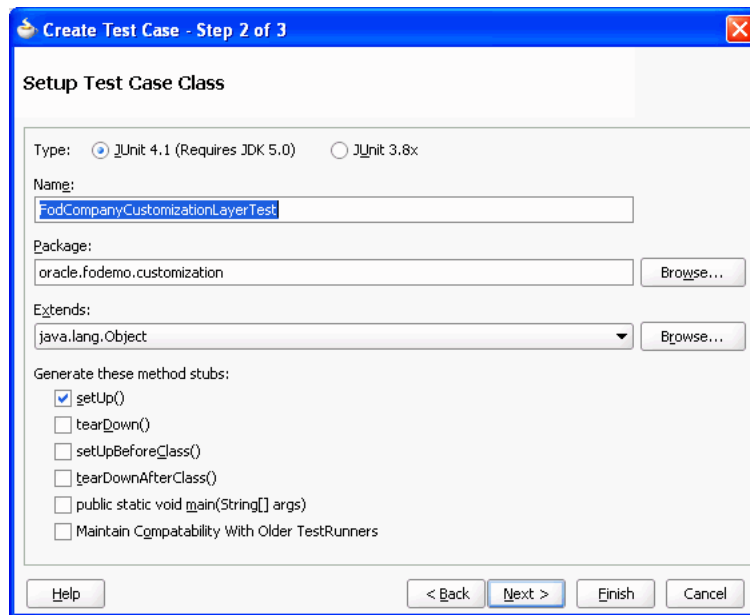 Create Test Case - Step 2 of 3
Setup Test Case Class
Type: JUnit 4.1 (Requires JDK 5.0) JUnit 3.8x
Name:
FodCompanyCustomizationLayerTest
Package:
oracle.fodemo.customization Browse...
Extends:
java.lang.Object Browse...
Generate these method stubs:
setUp()
tearDown()
setUpBeforeClass()
tearDownAfterClass()
public static void main(String[] args)
Maintain Compatability With Older TestRunners
Help < Back Next > Finish Cancel